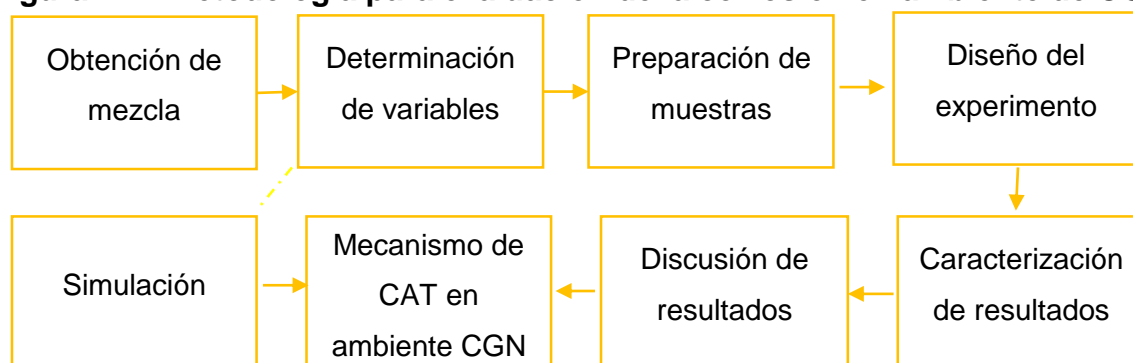 Obtención de
mezcla
Determinación
de variables
Preparación de
muestras
Diseño del
experimento
Simulación
Mecanismo de
CAT en
ambiente CGN
Discusión de
resultados
Caracterización
de resultados